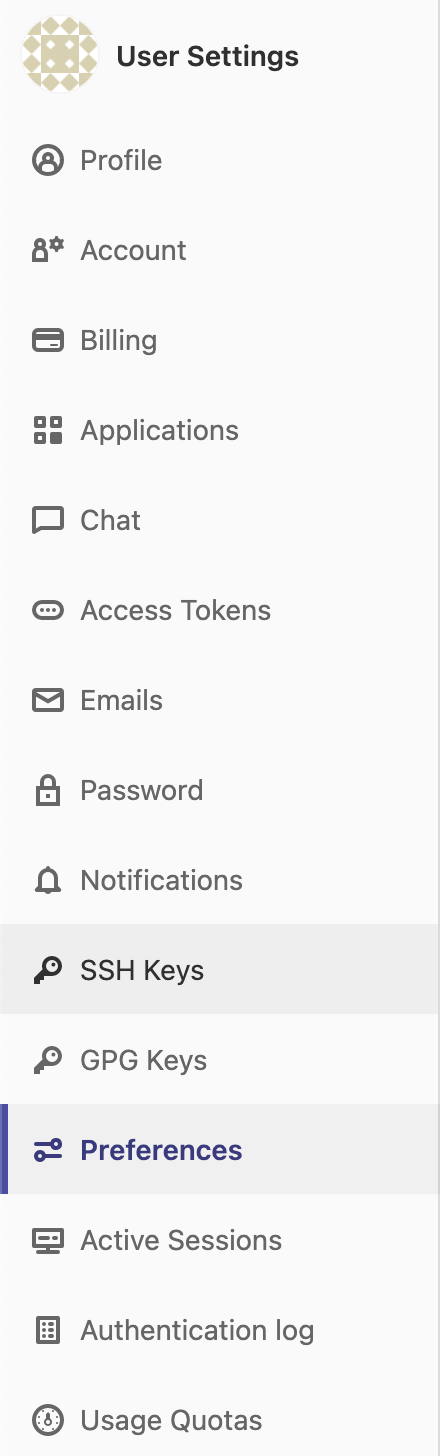 User Settings
Profile
Account
Billing
Applications
Chat
Access Tokens
Emails
Password
Notifications
SSH Keys
GPG Keys
Preferences
Active Sessions
Authentication log
Usage Quotas